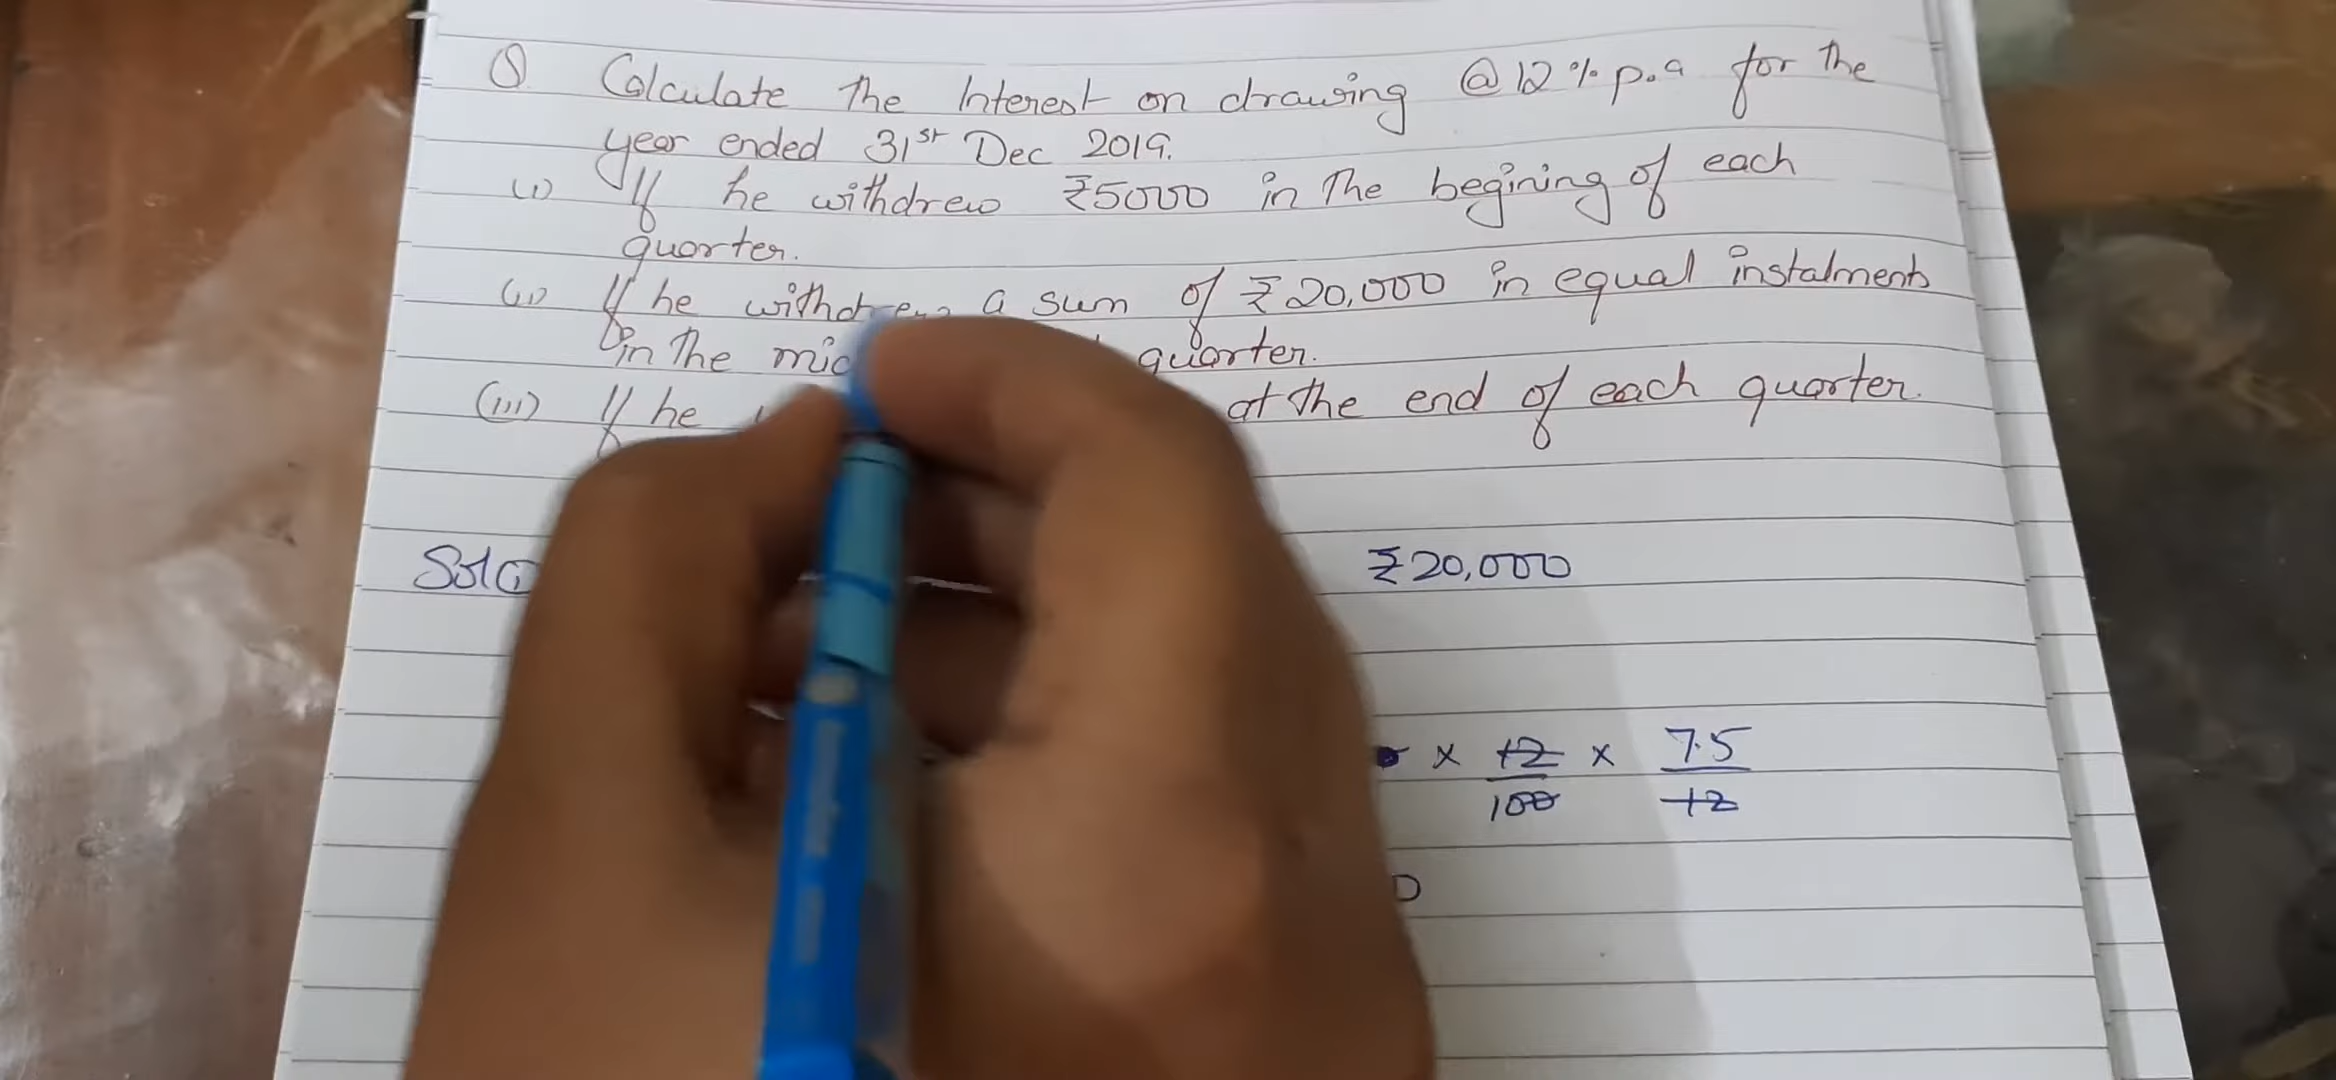 Q. Calculate the Interest on drawing @ 12% p.a for the
year ended 31st Dec 2019.
(i) If he withdrew ₹5000 in the begining of each
quarter.
(ii) If he withdrew a sum of ₹20,000 in equal instalments
in the quarter.
(iii) If he at the end of each quarter.
Sol ₹20,000
× 12 × 7.5
100 12